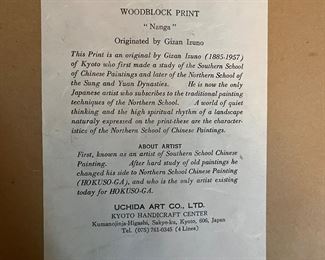 WOODBLOCK PRINT
"Nanga"
Originated by Gizan Izuno
This Print is an original by Gizan Izuno (1885-1957)
of Kyoto who first made a study of the Southern School
of Chinese Paintings and later of the Northern School of
the Sung and Yuan Dynasties. He is now the only
Japanese artist who subscribes to the traditional painting
techniques of the Northern School. A world of quiet
thinking and the high spiritual rhythm of a landscape
naturaly expresed on the print-these are the character-
istics of the Northern School of Chinese Paintings.
ABOUT ARTIST
First, known as an artist of Southern School Chinese
Painting. After hard study of old paintings he
changed his side to Northern Chinese Painting
(HOKUSO-GA), and who is the only artist existing
today for HOKUSO-GA.
UCHIDA ART CO., LTD.
KYOTO HANDICRAFT CENTER
Kumanojinja-Higashi, Sakyo-ku, Kyoto, 606, Japan
Tel. (075) 761-0345 (4 Lines)